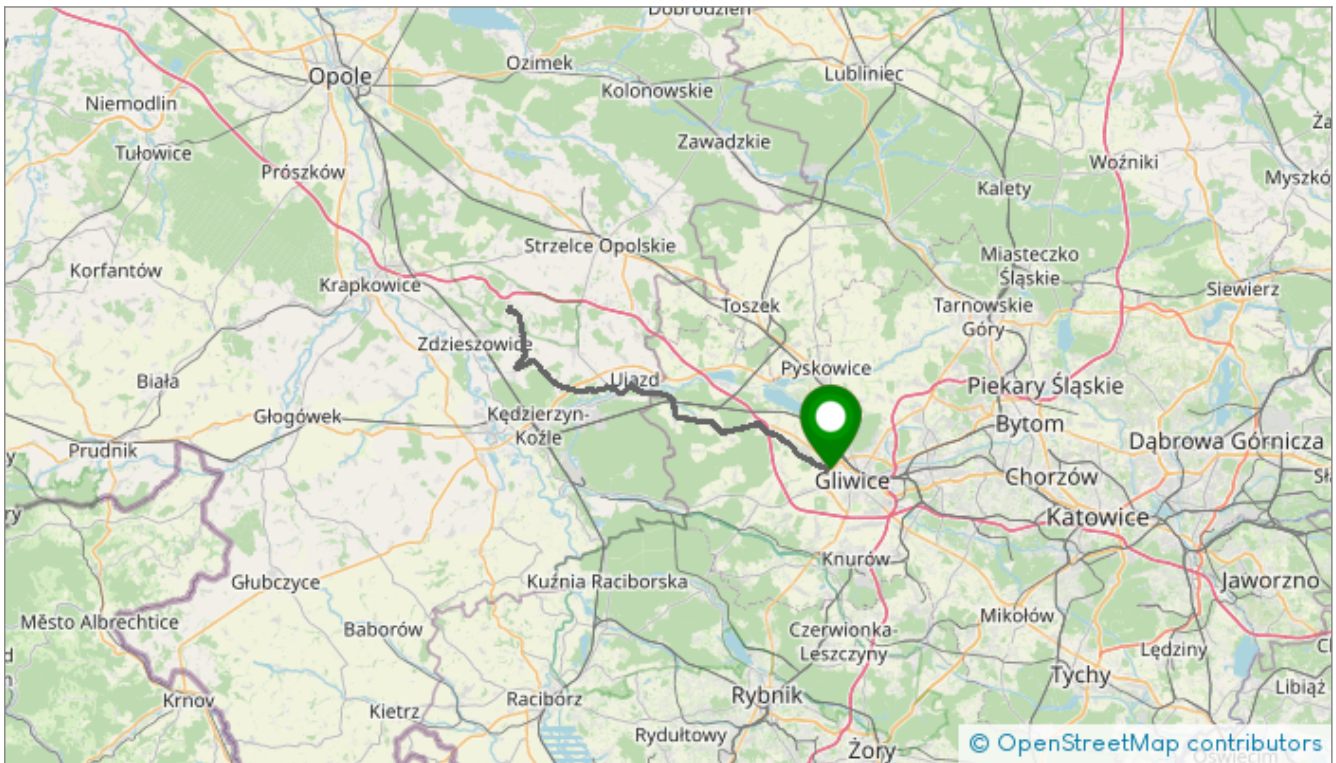 Dobrodzień
Opole
Ozimek
Lubliniec
Kolonowskie
Niemodlin
Zawadzkie
Tułowice
Woźniki
Prószków
Kalety
Myszkó
Strzelce Opolskie
Miasteczko
Śląskie
Korfantów
Krapkowice
Siewierz
Toszek
Tarnowskie
Góry
Zdzieszowice
Pyskowice
Biała
Ujazd
Piekary Śląskie
Głogówek
Kędzierzyn-
Koźle
Bytom
Dąbrowa Górnicza
Prudnik
Gliwice
Chorzów
Katowice
Knurów
Głubczyce
Kuźnia Raciborska
Jaworzno
Město Albrechtice
Baborów
Mikołów
Czerwionka-
Leszczyny
Lędziny
Tychy
Krnov
Racibórz
Rybnik
Libiąż
Kietrz
Rydułtowy
Żory
© OpenStreetMap contributors